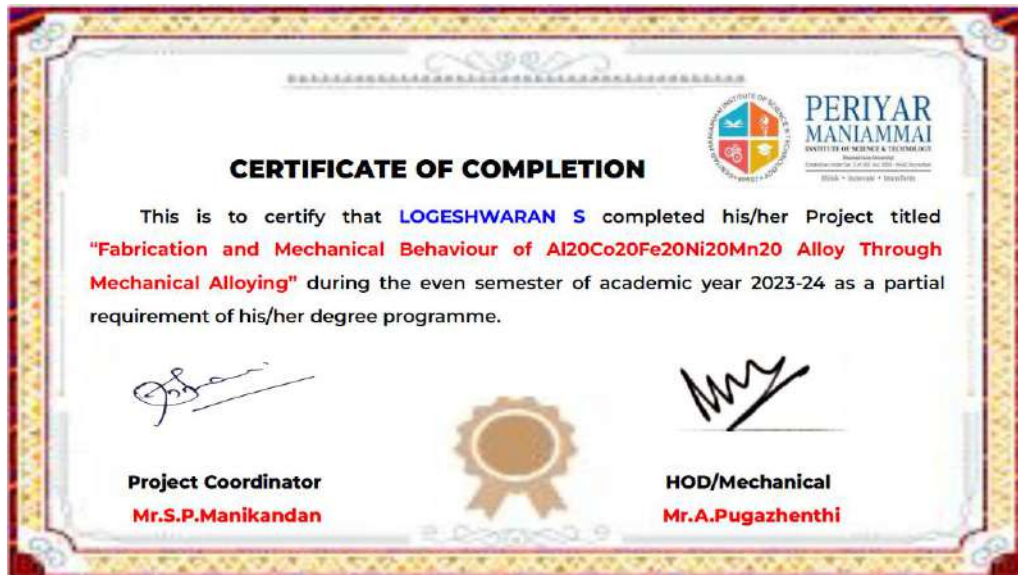 PERIYAR
MANIAMMAI
INSTITUTE OF SCIENCE & TECHNOLOGY
CERTIFICATE OF COMPLETION
This is to certify that LOGESHWARAN S completed his/her Project titled
"Fabrication and Mechanical Behaviour of Al20Co20Fe20Ni20Mn20 Alloy Through
Mechanical Alloying" during the even semester of academic year 2023-24 as a partial
requirement of his/her degree programme.
Project Coordinator
HOD/Mechanical
Mr.S.P.Manikandan
Mr.A.Pugazhenthi